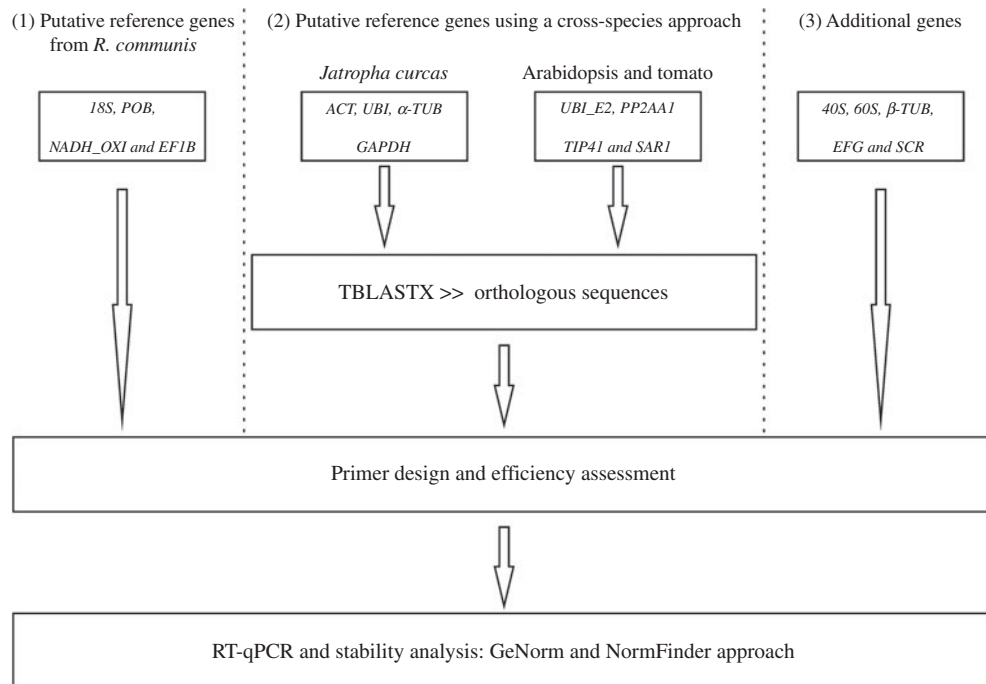 (1) Putative reference genes
from R. communis
(2) Putative reference genes using a cross-species approach
(3) Additional genes
Jatropha curcas
Arabidopsis and tomato
18S, POB,
NADH_OXI and EF1B
ACT, UBI, α-TUB
GAPDH
UBI_E2, PP2AA1
TIP41 and SAR1
40S, 60S, β-TUB,
EFG and SCR
TBLASTX >> orthologous sequences
Primer design and efficiency assessment
RT-qPCR and stability analysis: GeNorm and NormFinder approach